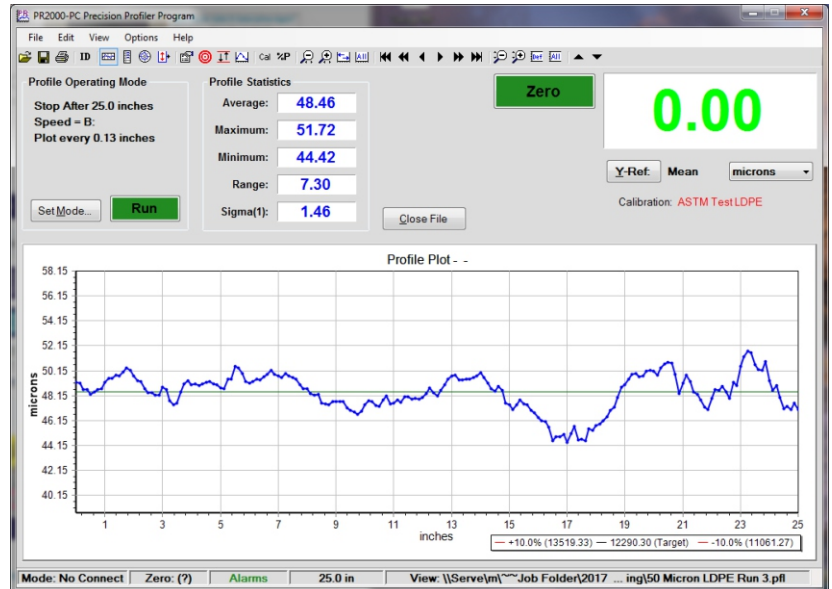 PR2000-PC Precision Profiler Program
File Edit View Options Help
ID Cal %P All Def All
Profile Operating Mode
Stop After 25.0 inches
Speed = B:
Plot every 0.13 inches
Set Mode... Run
Profile Statistics
Average: 48.46
Maximum: 51.72
Minimum: 44.42
Range: 7.30
Sigma(1): 1.46
Close File
Zero
0.00
Y-Ref: Mean microns
Calibration: ASTM Test LDPE
Profile Plot - -
58.15
56.15
54.15
52.15
50.15
48.15
46.15
44.15
42.15
40.15
microns
1 3 5 7 9 11 13 15 17 19 21 23 25
inches
+10.0% (13519.33) 12290.30 (Target) -10.0% (11061.27)
Mode: No Connect Zero: (?) Alarms 25.0 in View: \\Serve\m\~~Job Folder\2017 ... ing\50 Micron LDPE Run 3.pfl